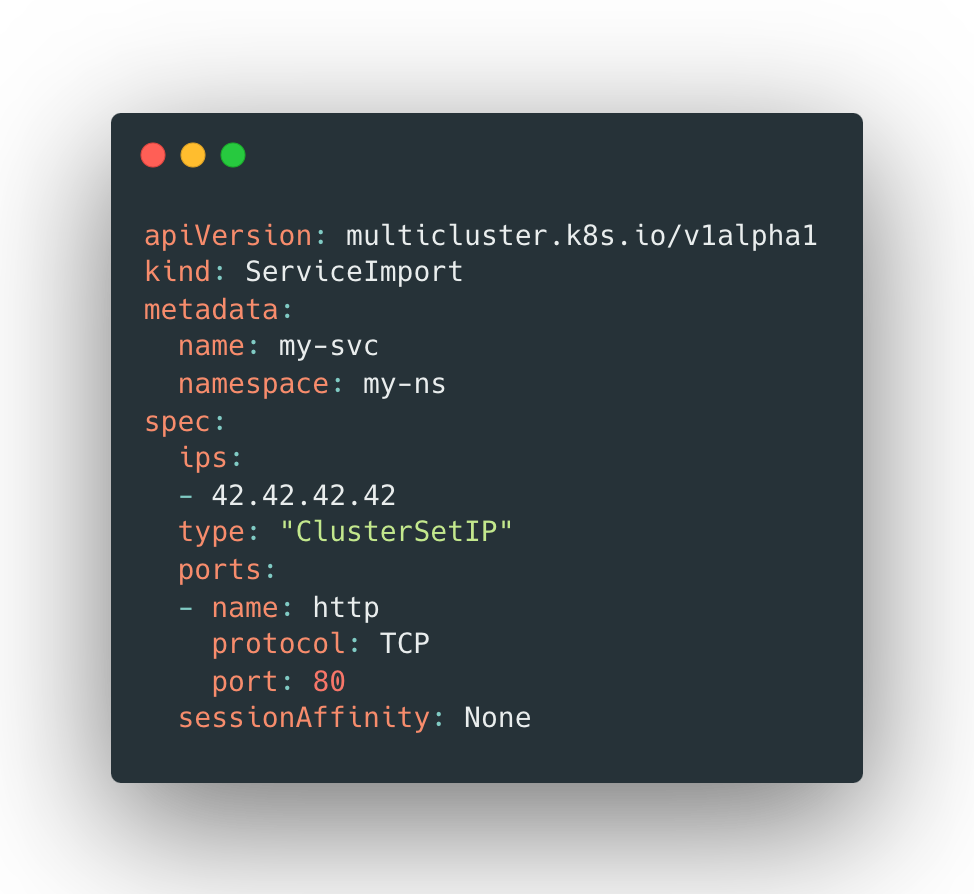 apiVersion: multicluster.k8s.io/v1alpha1
kind: ServiceImport
metadata:
  name: my-svc
  namespace: my-ns
spec:
  ips:
  - 42.42.42.42
  type: "ClusterSetIP"
  ports:
  - name: http
    protocol: TCP
    port: 80
  sessionAffinity: None